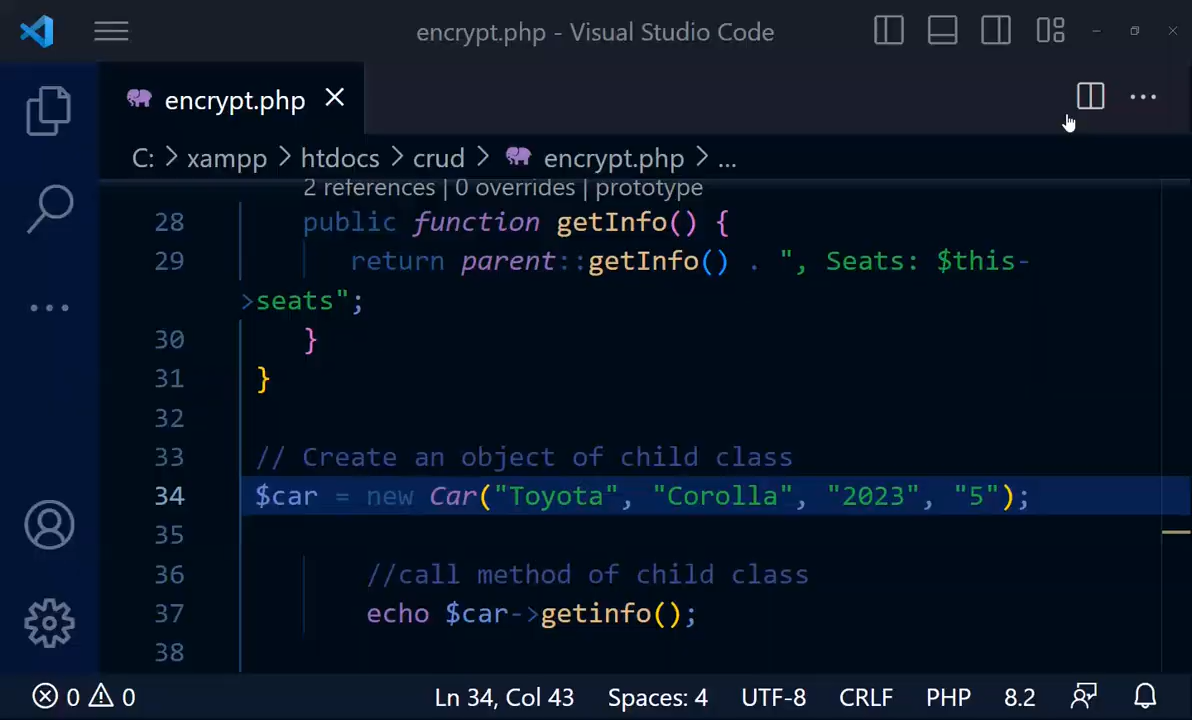 encrypt.php - Visual Studio Code
encrypt.php
C: > xampp > htdocs > crud > encrypt.php > ...
2 references | 0 overrides | prototype
28 public function getInfo() {
29 return parent::getInfo() . ", Seats: $this-
>seats";
30 }
31 }
32
33 // Create an object of child class
34 $car = new Car("Toyota", "Corolla", "2023", "5");
35
36 //call method of child class
37 echo $car->getinfo();
38
0 0 Ln 34, Col 43 Spaces: 4 UTF-8 CRLF PHP 8.2